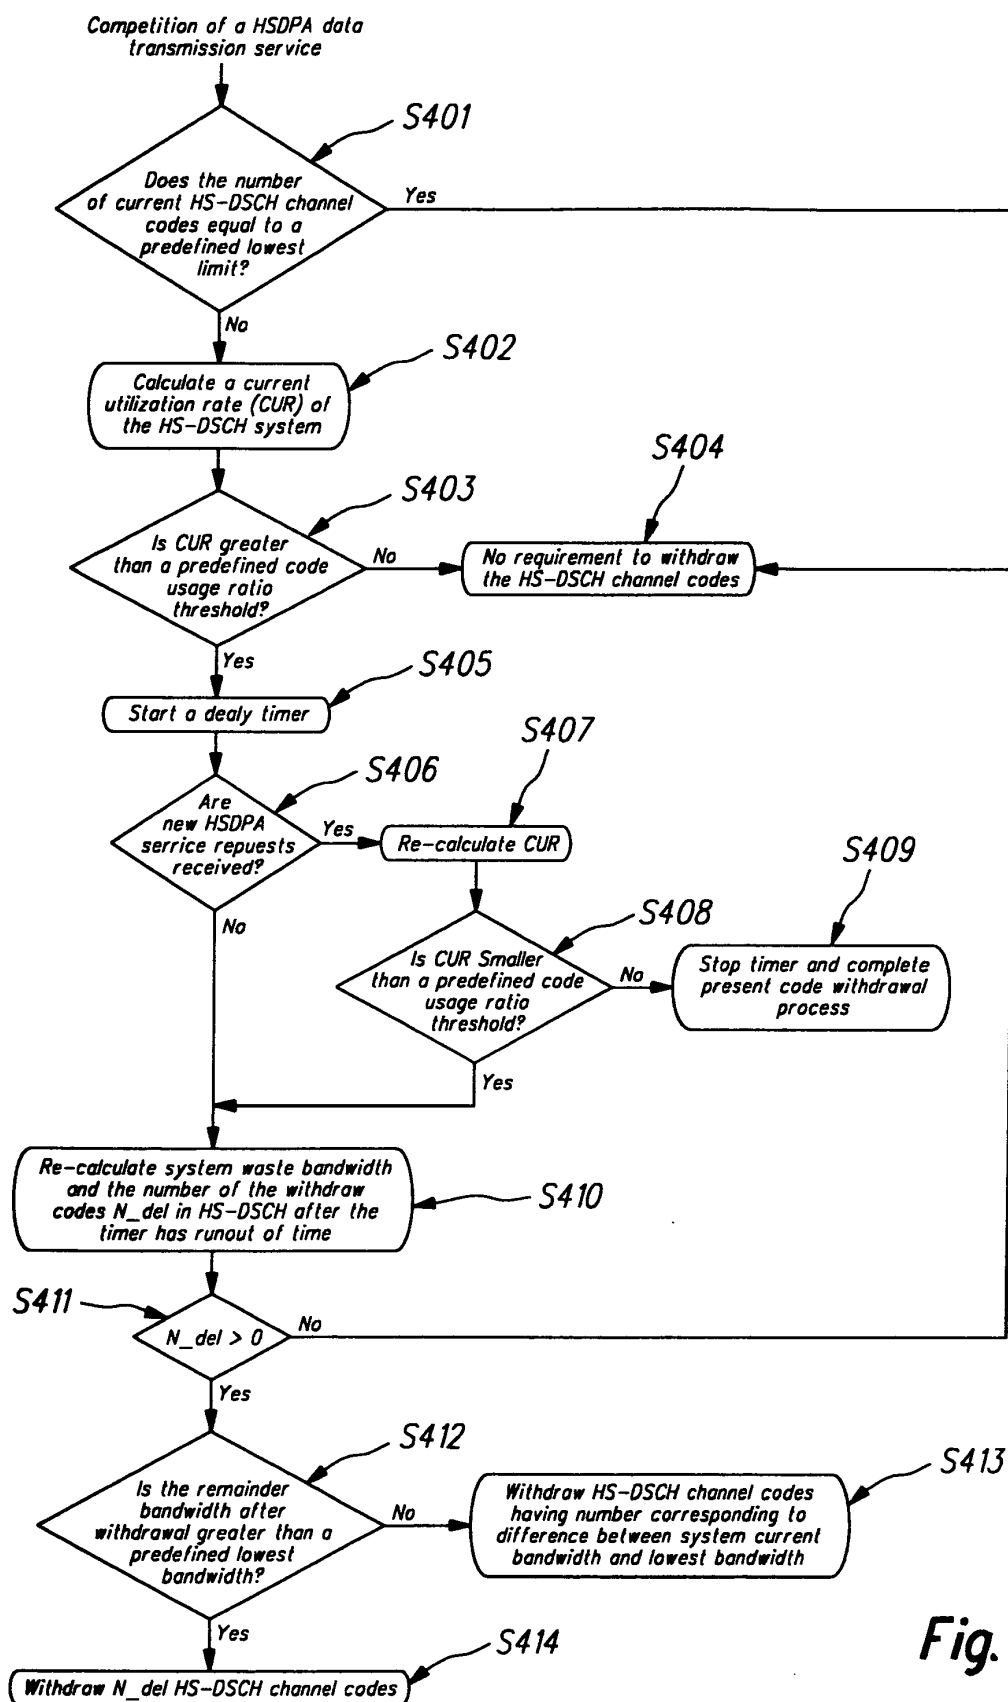 Competition of a HSDPA data
transmission service
S401
Does the number
of current HS-DSCH channel
codes equal to a
predefined lowest
limit?
Yes
No
S402
Calculate a current
utilization rate (CUR) of
the HS-DSCH system
S403
Is CUR greater
than a predefined code
usage ratio
threshold?
No
S404
No requirement to withdraw
the HS-DSCH channel codes
Yes
S405
Start a dealy timer
S406
Are
new HSDPA
serrice repuests
received?
Yes
S407
Re-calculate CUR
No
S408
Is CUR Smaller
than a predefined code
usage ratio
threshold?
No
S409
Stop timer and complete
present code withdrawal
process
Yes
Re-calculate system waste bandwidth
and the number of the withdraw
codes N_del in HS-DSCH after the
timer has runout of time
S410
S411
N_del > 0
No
Yes
S412
Is the remainder
bandwidth after
withdrawal greater than a
predefined lowest
bandwidth?
No
S413
Withdraw HS-DSCH channel codes
having number corresponding to
difference between system current
bandwidth and lowest bandwidth
Yes
S414
Withdraw N_del HS-DSCH channel codes
Fig.